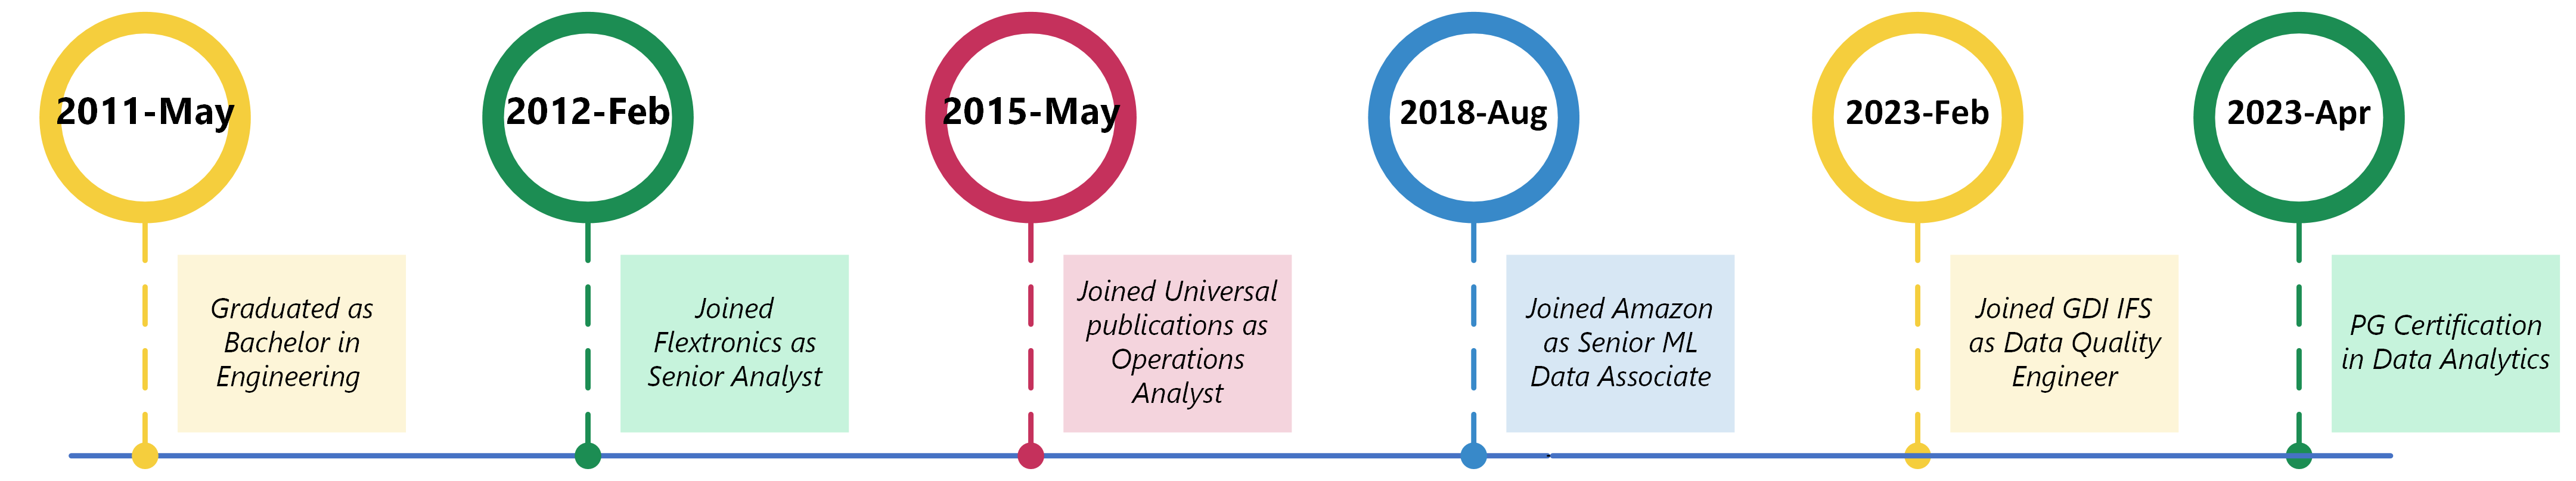 2011-May
2012-Feb
2015-May
2018-Aug
2023-Feb
2023-Apr
Graduated as
Bachelor in
Engineering
Joined
Flextronics as
Senior Analyst
Joined Universal
publications as
Operations
Analyst
Joined Amazon
as Senior ML
Data Associate
Joined GDI IFS
as Data Quality
Engineer
PG Certification
in Data Analytics